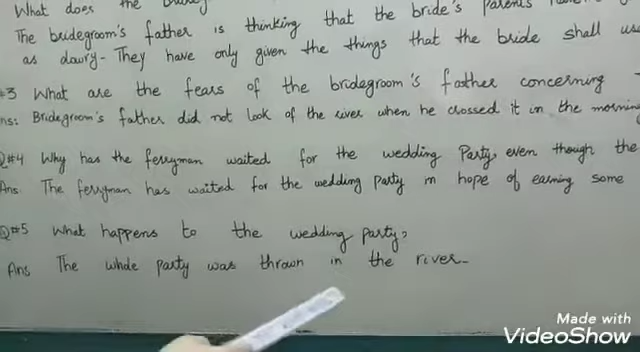 What does the
The bridegroom's father is thinking that the bride's parents
as dowry- They have only given the things that the bride shall
#3 What are the fears of the bridegroom's father concerning
ns: Bridegroom's father did not look of the river when he crossed it in the morning
Q#4 Why has the ferryman waited for the wedding Party, even though the
Ans. The ferryman has waited for the wedding party in hope of earning some
Q#5 What happens to the wedding party?
Ans The whole party was thrown in the river-
Made with
VideoShow